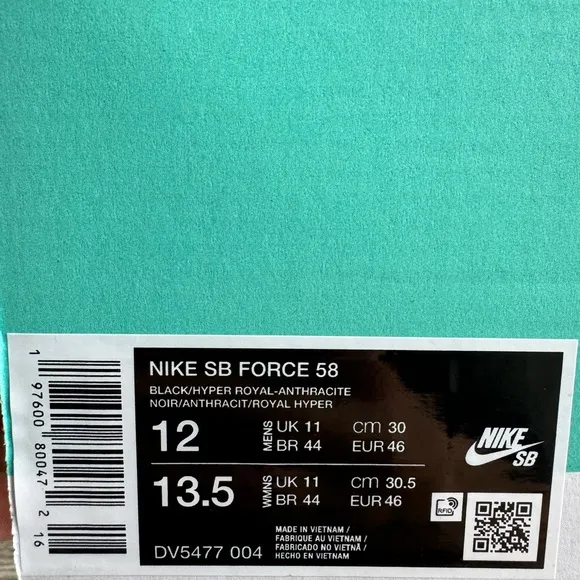 NIKE SB FORCE 58
BLACK/HYPER ROYAL-ANTHRACITE
NOIR/ANTHRACIT/ROYAL HYPER
12 MENS UK 11 cm 30
BR 44 EUR 46
13.5 WMNS UK 11 cm 30.5
BR 44 EUR 46
NIKE
SB
RFID
MADE IN VIETNAM /
FABRIQUE AU VIETNAM /
FABRICADO NO VIETNÃ /
HECHO EN VIETNAM
DV5477 004
1 97600 80047 2 16